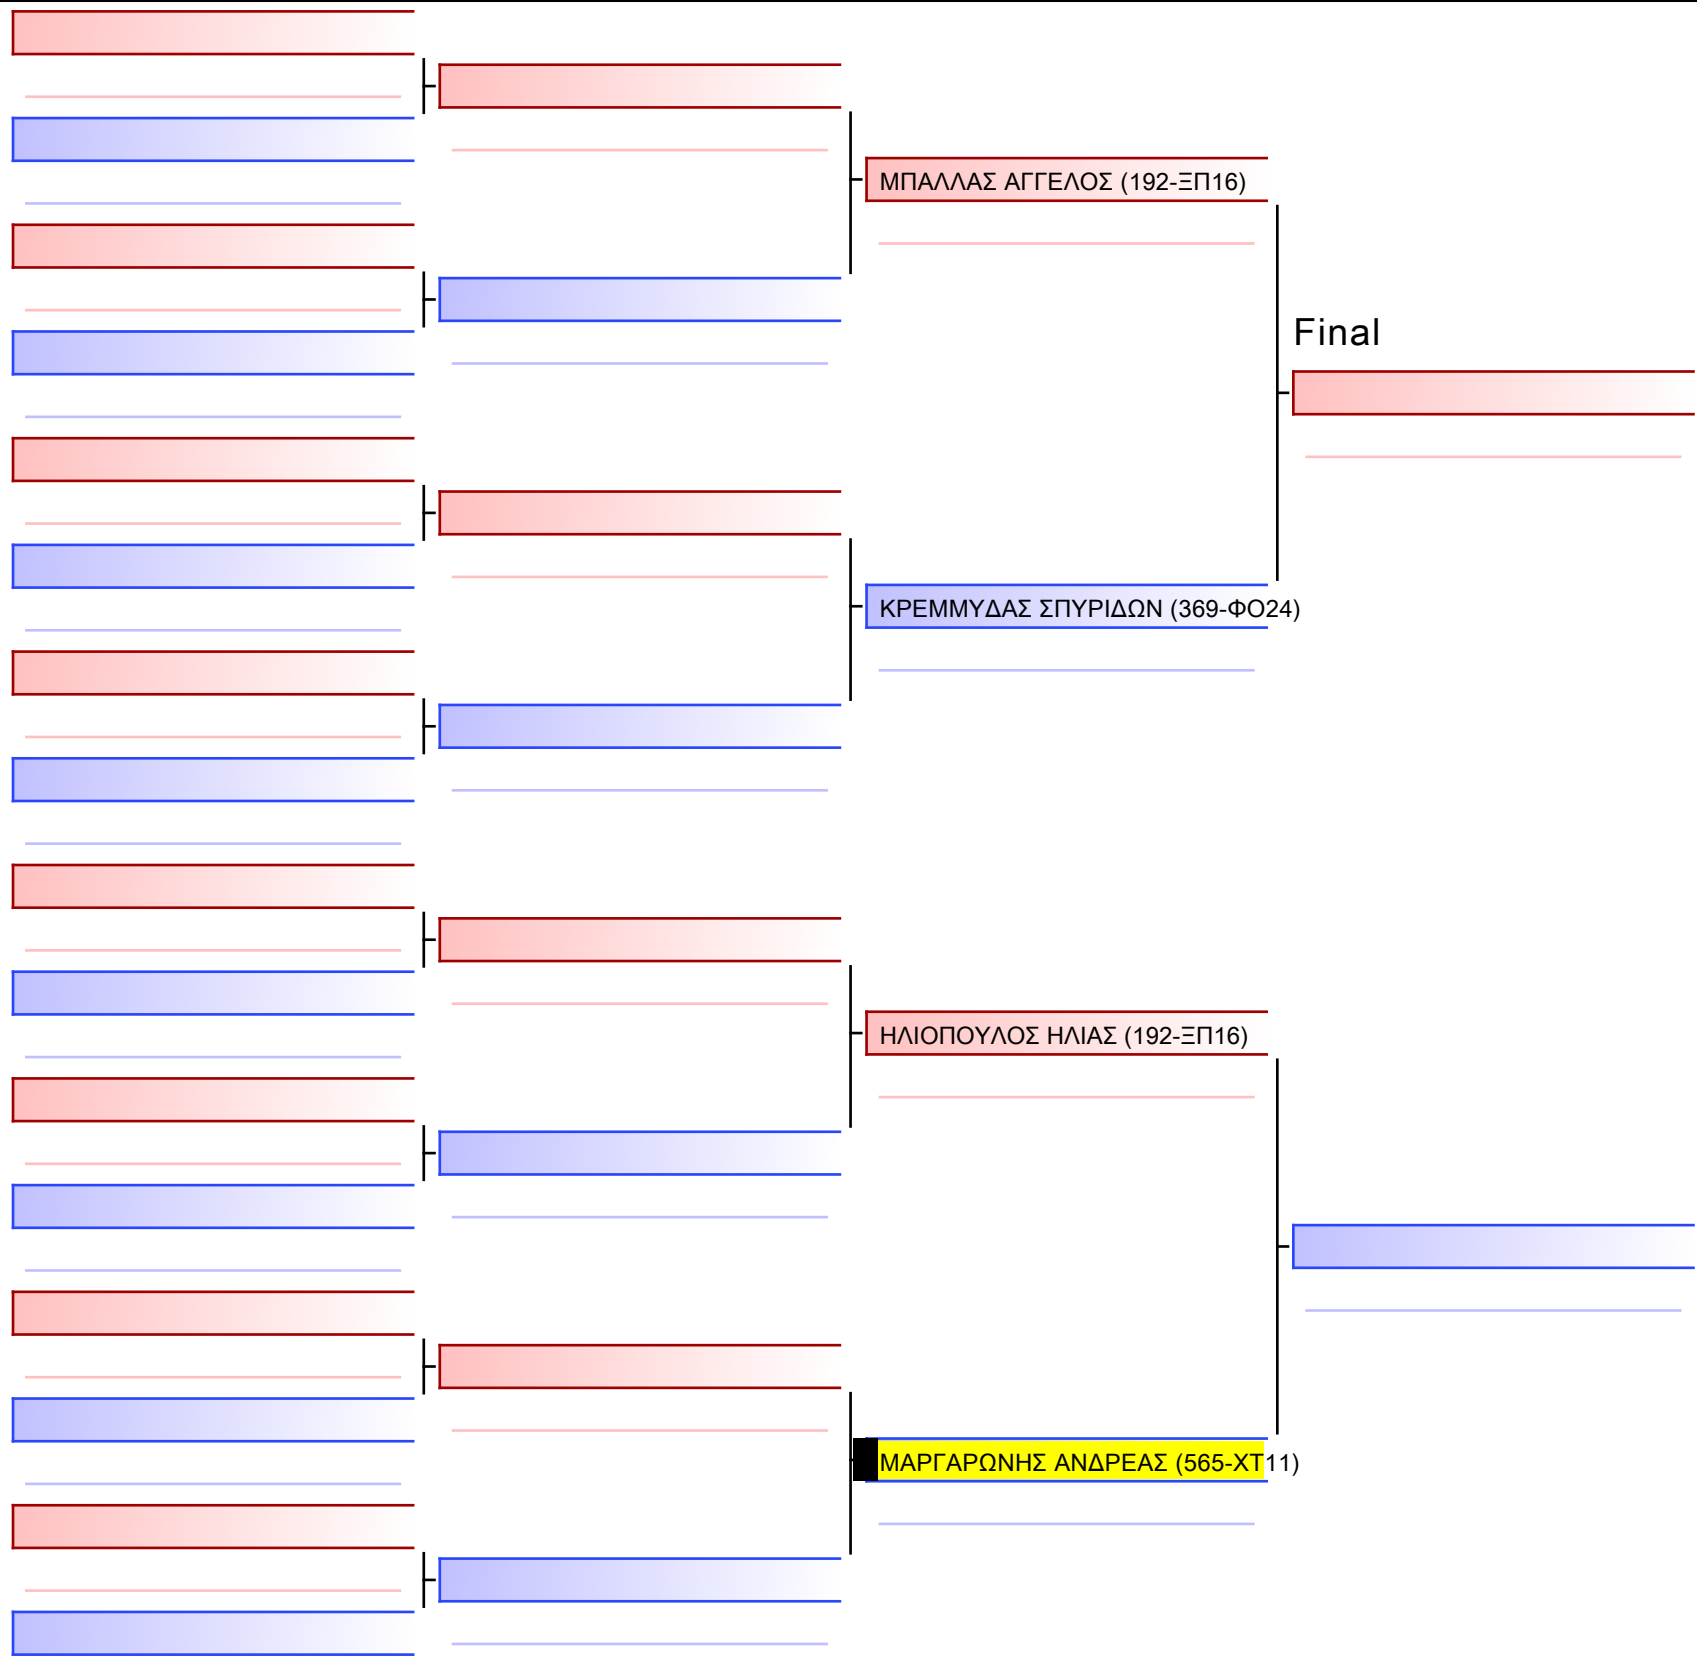 ΜΠΑΛΛΑΣ ΑΓΓΕΛΟΣ (192-ΞΠ16)
Final
ΚΡΕΜΜΥΔΑΣ ΣΠΥΡΙΔΩΝ (369-ΦΟ24)
ΗΛΙΟΠΟΥΛΟΣ ΗΛΙΑΣ (192-ΞΠ16)
ΜΑΡΓΑΡΩΝΗΣ ΑΝΔΡΕΑΣ (565-ΧΤ11)